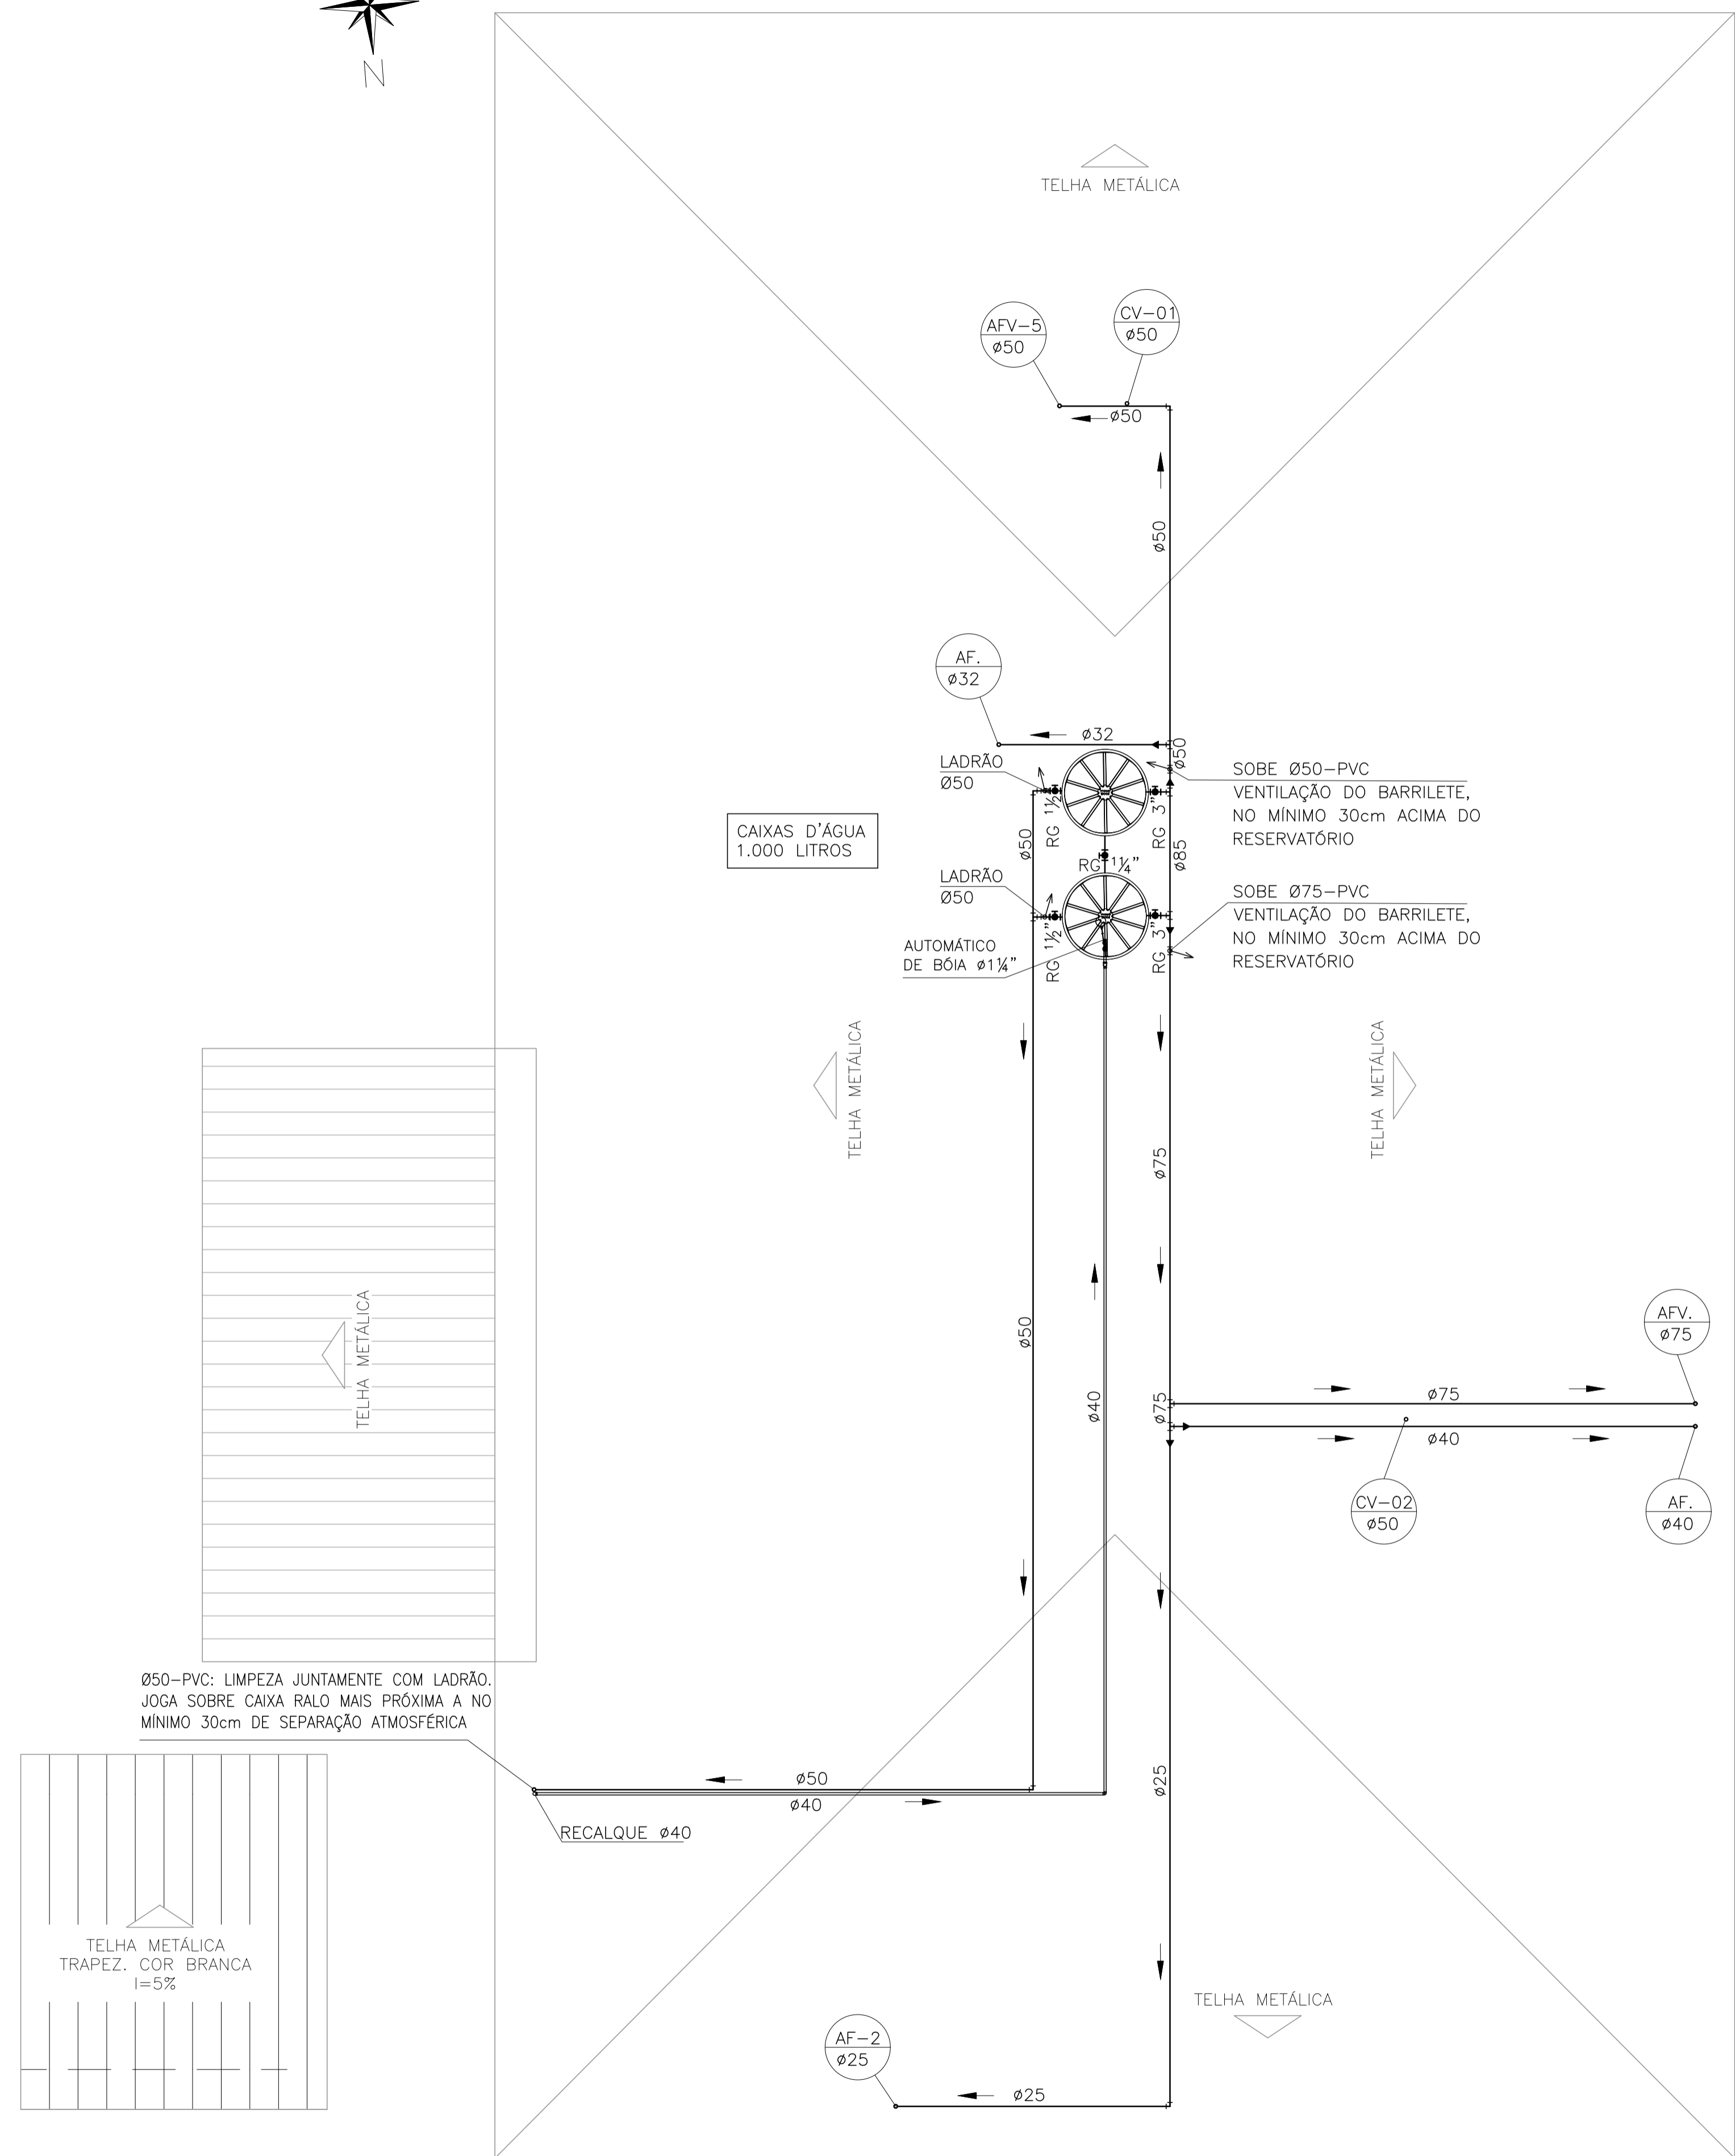 N
TELHA METÁLICA
AFV-5
ø50
CV-01
ø50
ø50
ø50
AF.
ø32
ø32
LADRÃO
Ø50
ø50
SOBE Ø50-PVC
VENTILAÇÃO DO BARRILETE,
NO MÍNIMO 30cm ACIMA DO
RESERVATÓRIO
CAIXAS D'ÁGUA
1.000 LITROS
ø50
RG 1½"
RG 3"
ø85
RG 1¼"
LADRÃO
Ø50
SOBE Ø75-PVC
VENTILAÇÃO DO BARRILETE,
NO MÍNIMO 30cm ACIMA DO
RESERVATÓRIO
AUTOMÁTICO
DE BÓIA ø1¼"
RG 1½"
RG 3"
TELHA METÁLICA
TELHA METÁLICA
ø75
TELHA METÁLICA
ø50
AFV.
ø75
ø40
ø75
ø75
ø40
CV-02
ø50
AF.
ø40
Ø50-PVC: LIMPEZA JUNTAMENTE COM LADRÃO.
JOGA SOBRE CAIXA RALO MAIS PRÓXIMA A NO
MÍNIMO 30cm DE SEPARAÇÃO ATMOSFÉRICA
ø50
ø40
ø25
RECALQUE ø40
TELHA METÁLICA
TRAPEZ. COR BRANCA
I=5%
TELHA METÁLICA
AF-2
ø25
ø25